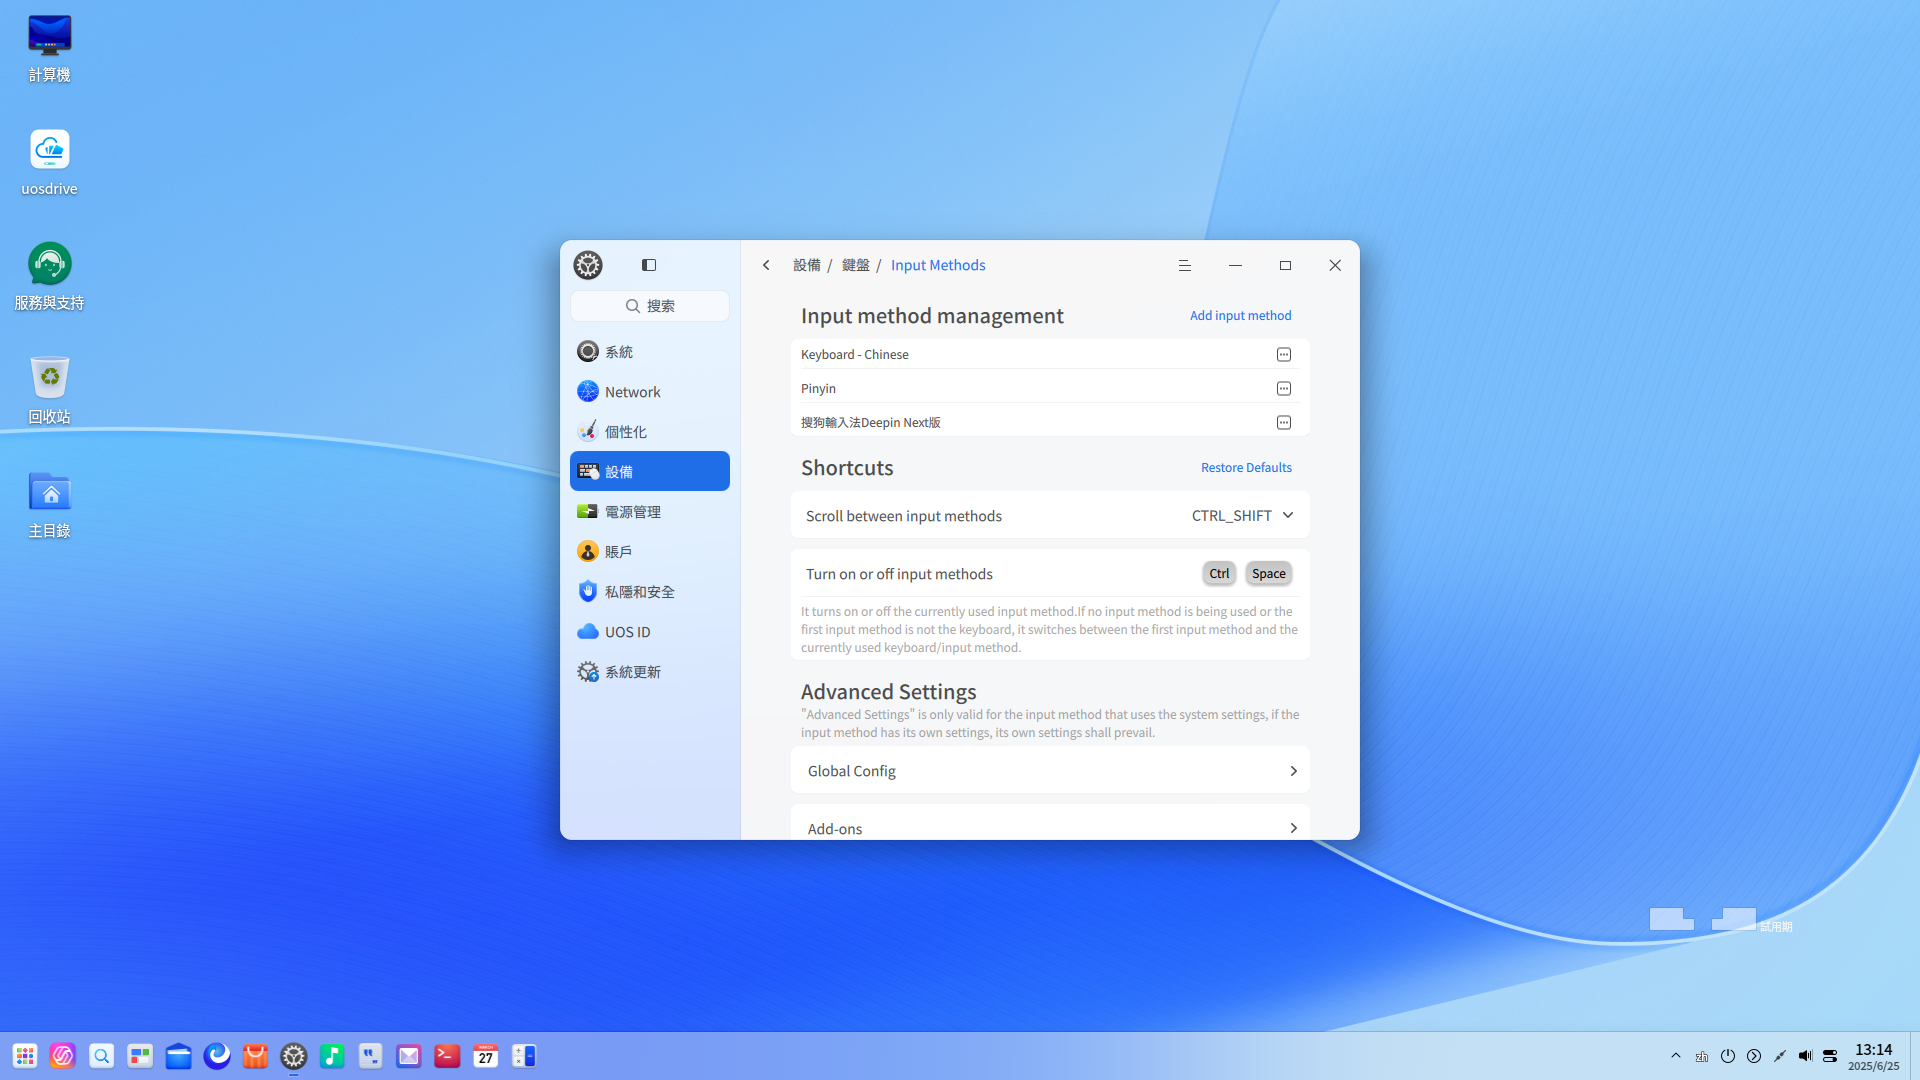 計算機
uosdrive
服務與支持
回收站
主目錄
搜索
系統
Network
個性化
設備
電源管理
賬戶
私隱和安全
UOS ID
系統更新
設備 / 鍵盤 / Input Methods
Input method management
Add input method
Keyboard - Chinese
Pinyin
搜狗輸入法Deepin Next版
Shortcuts
Restore Defaults
Scroll between input methods
CTRL_SHIFT
Turn on or off input methods
Ctrl
Space
It turns on or off the currently used input method.If no input method is being used or the
first input method is not the keyboard, it switches between the first input method and the
currently used keyboard/input method.
Advanced Settings
"Advanced Settings" is only valid for the input method that uses the system settings, if the
input method has its own settings, its own settings shall prevail.
Global Config
Add-ons
試用期
MARCH
27
zh
13:14
2025/6/25